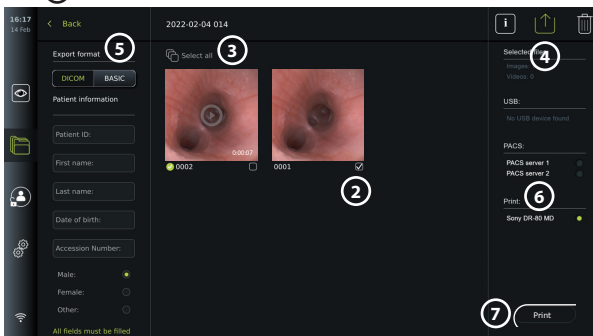 16:17
14 Feb
Back
2022-02-04 014
i
Export format
5
DICOM
BASIC
Patient information
Patient ID:
First name:
Last name:
Date of birth:
Accession Number:
Male:
Female:
Other:
All fields must be filled
Select all
3
0:00:07
0002
0001
2
Selected files
4
Images:
Videos: 0
USB:
No USB device found
PACS:
PACS server 1
PACS server 2
6
Print:
Sony DR-80 MD
7
Print